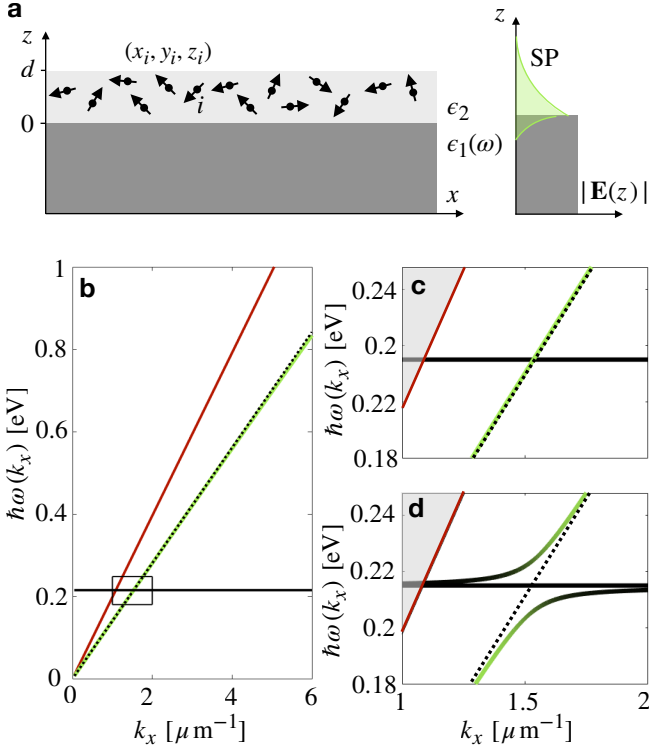 a
z
d
0
(x_i, y_i, z_i)
i
ϵ_2
ϵ_1(ω)
x
SP
|E(z)|
b
ħω(k_x) [eV]
1
0.8
0.6
0.4
0.2
0
0 2 4 6
k_x [μm⁻¹]
c
ħω(k_x) [eV]
0.24
0.2
0.22
0.18
d
ħω(k_x) [eV]
0.24
0.22
0.2
0.18
1 1.5 2
k_x [μm⁻¹]